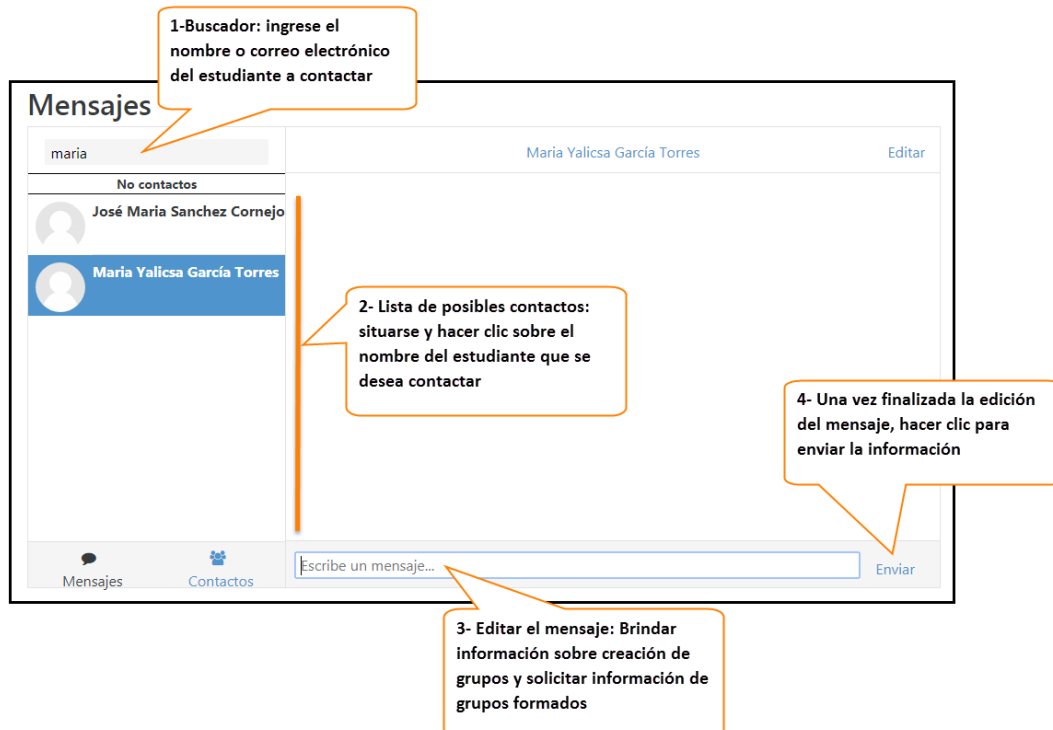 1-Buscador: ingrese el
nombre o correo electrónico
del estudiante a contactar
Mensajes
maria
Maria Yalicsa García Torres
Editar
No contactos
José Maria Sanchez Cornejo
Maria Yalicsa García Torres
2- Lista de posibles contactos:
situarse y hacer clic sobre el
nombre del estudiante que se
desea contactar
4- Una vez finalizada la edición
del mensaje, hacer clic para
enviar la información
Mensajes
Contactos
Escribe un mensaje...
Enviar
3- Editar el mensaje: Brindar
información sobre creación de
grupos y solicitar información de
grupos formados